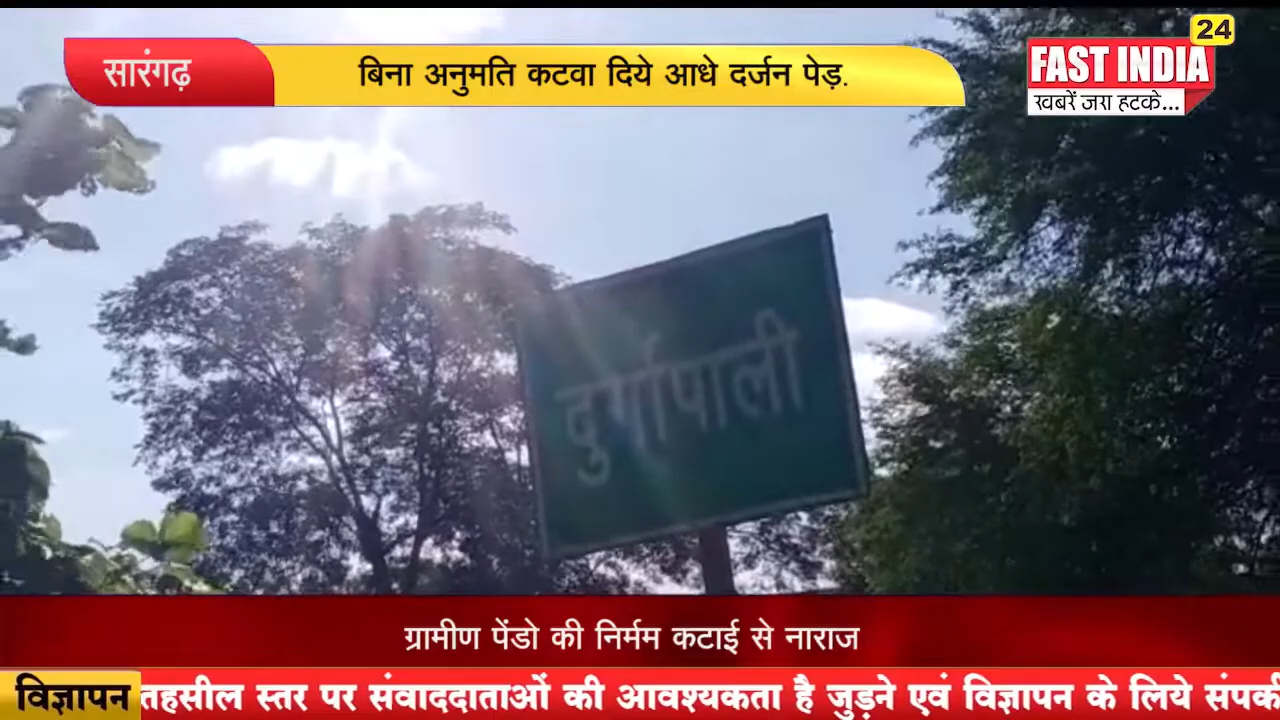 सारंगढ़
बिना अनुमति कटवा दिये आधे दर्जन पेड़.
24
FAST INDIA
खबरें जरा हटके...
दुर्गापाली
ग्रामीण पेंडो की निर्मम कटाई से नाराज
विज्ञापन
तहसील स्तर पर संवाददाताओं की आवश्यकता है जुड़ने एवं विज्ञापन के लिये संपर्क